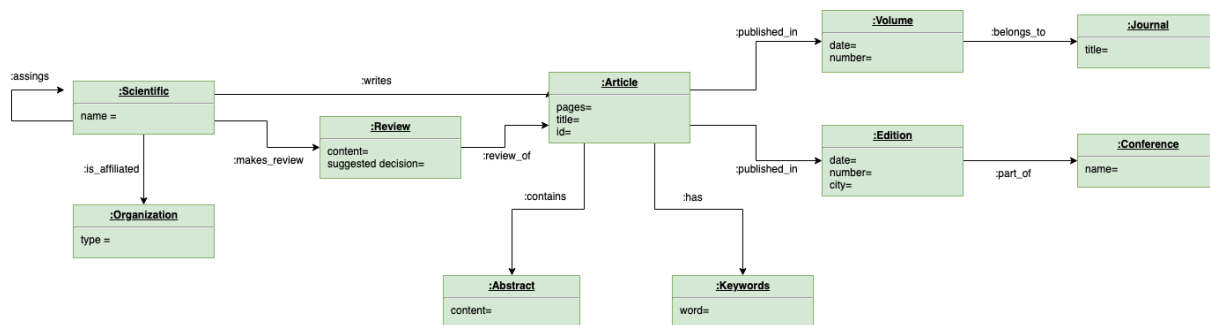 :Volume
date=
number=
:published_in
:belongs_to
:Journal
title=
:assings
:Scientific
name =
:writes
:Article
pages=
title=
id=
:makes_review
:Review
content=
suggested decision=
:review_of
:published_in
:Edition
date=
number=
city=
:part_of
:Conference
name=
:is_affiliated
:Organization
type =
:contains
:has
:Abstract
content=
:Keywords
word=